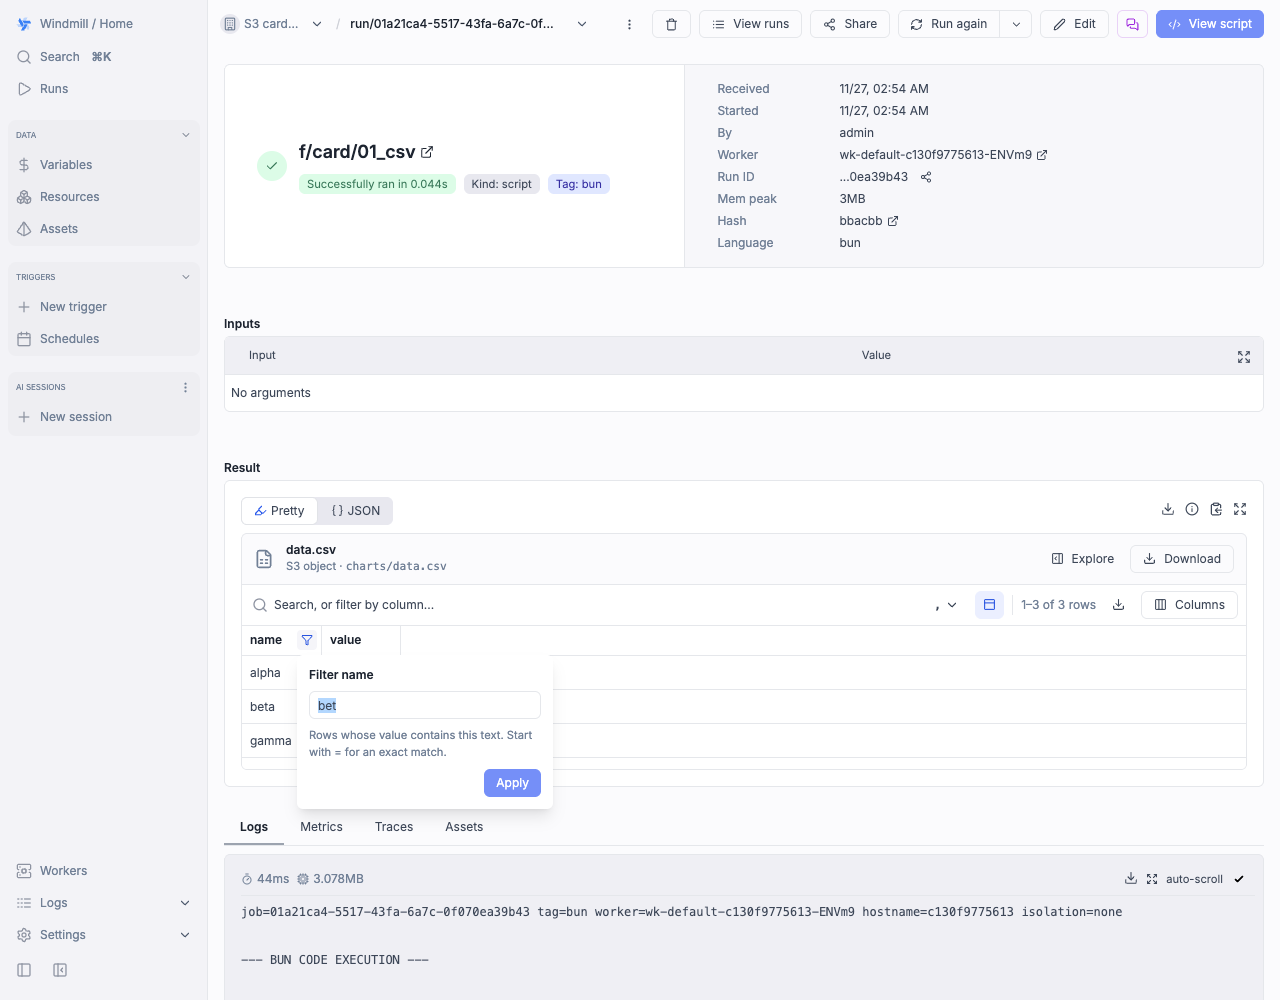 Windmill / Home
Search ⌘K
Runs
DATA
Variables
Resources
Assets
TRIGGERS
New trigger
Schedules
AI SESSIONS
New session
Workers
Logs
Settings
S3 card... / run/01a21ca4-5517-43fa-6a7c-0f...
View runs
Share
Run again
Edit
View script
f/card/01_csv
Successfully ran in 0.044s Kind: script Tag: bun
Received 11/27, 02:54 AM
Started 11/27, 02:54 AM
By admin
Worker wk-default-c130f9775613-ENVm9
Run ID ...0ea39b43
Mem peak 3MB
Hash bbacbb
Language bun
Inputs
Input Value
No arguments
Result
Pretty {} JSON
data.csv
S3 object · charts/data.csv
Explore Download
Search, or filter by column... , 1–3 of 3 rows Columns
name value
alpha
beta
gamma
Filter name
bet
Rows whose value contains this text. Start
with = for an exact match.
Apply
Logs Metrics Traces Assets
44ms 3.078MB auto-scroll
job=01a21ca4-5517-43fa-6a7c-0f070ea39b43 tag=bun worker=wk-default-c130f9775613-ENVm9 hostname=c130f9775613 isolation=none
--- BUN CODE EXECUTION ---